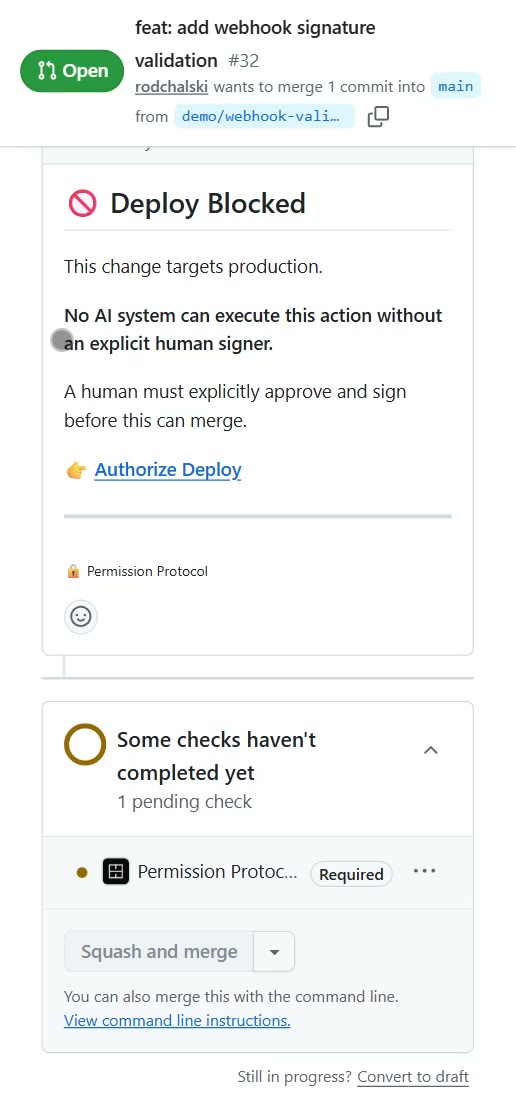 feat: add webhook signature
validation #32
Open
rodchalski wants to merge 1 commit into main
from demo/webhook-vali...
Deploy Blocked
This change targets production.
No AI system can execute this action without
an explicit human signer.
A human must explicitly approve and sign
before this can merge.
Authorize Deploy
Permission Protocol
Some checks haven't
completed yet
1 pending check
Permission Protoc... Required
Squash and merge
You can also merge this with the command line.
View command line instructions.
Still in progress? Convert to draft